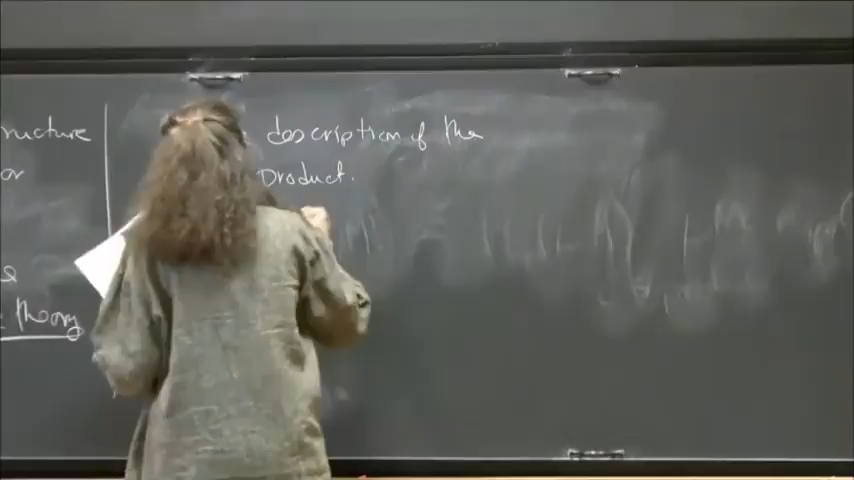 ructure
or
theory
description of the
product.